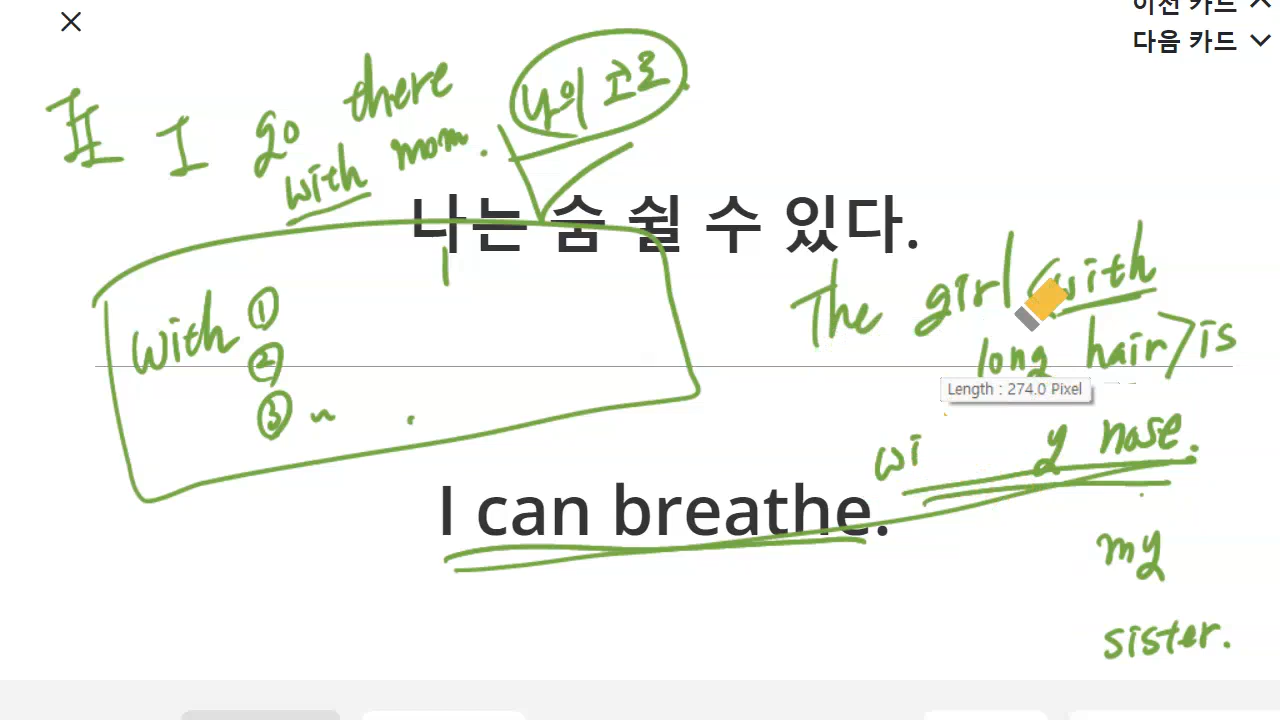 이전 카드
다음 카드
I go there
with mom.
나의 코로
나는 숨 쉴 수 있다.
with ①
②
③ ~ .
The girl (with
long hair) is
my
sister.
Length : 274.0 Pixel
wi y nose.
I can breathe.